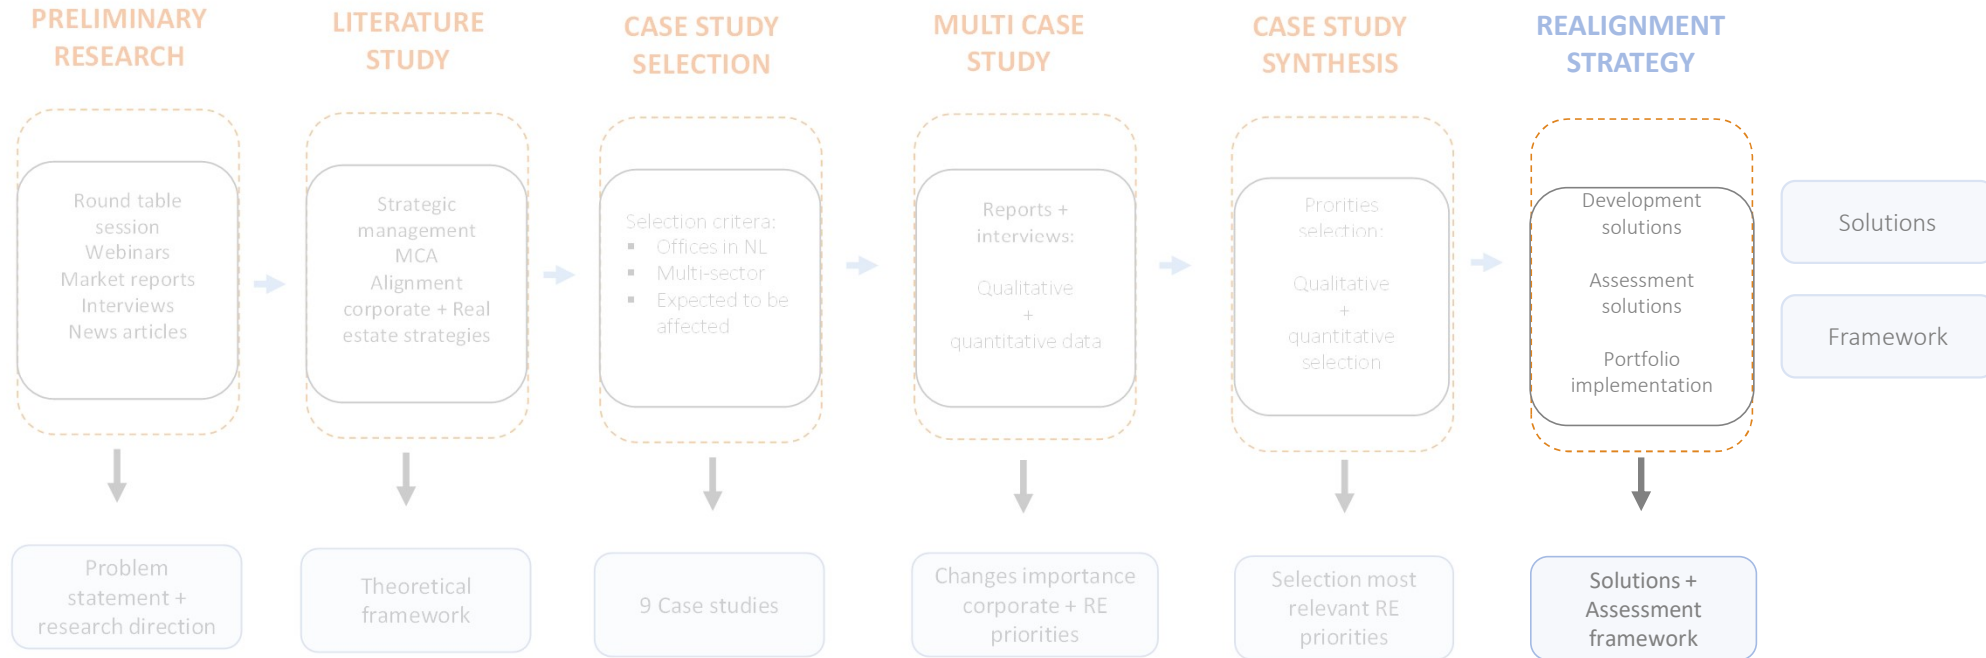 PRELIMINARY
RESEARCH
Round table
session
Webinars
Market reports
Interviews
News articles
Problem
statement +
research direction
LITERATURE
STUDY
Strategic
management
MCA
Alignment
corporate + Real
estate strategies
Theoretical
framework
CASE STUDY
SELECTION
Selection criteria:
▪ Offices in NL
▪ Multi-sector
▪ Expected to be
affected
9 Case studies
MULTI CASE
STUDY
Reports +
interviews:
Qualitative
+
quantitative data
Changes importance
corporate + RE
priorities
CASE STUDY
SYNTHESIS
Prorities
selection:
Qualitative
+
quantitative
selection
Selection most
relevant RE
priorities
REALIGNMENT
STRATEGY
Development
solutions
Assessment
solutions
Portfolio
implementation
Solutions +
Assessment
framework
Solutions
Framework